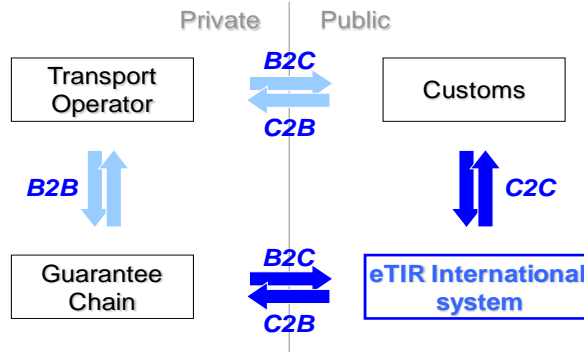 Private Public
B2C
Transport
Operator
Customs
C2B
B2B
C2C
B2C
Guarantee
Chain
eTIR International
system
C2B